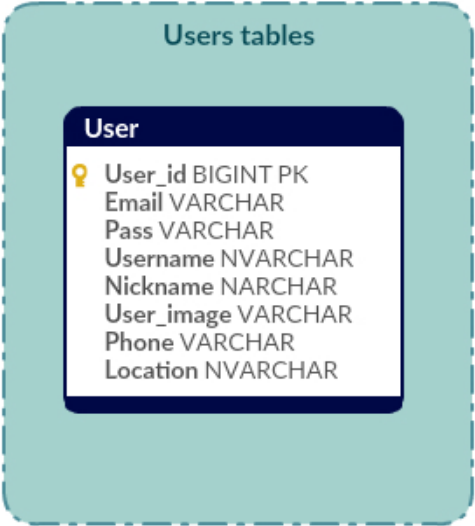 Users tables
User
User_id BIGINT PK
Email VARCHAR
Pass VARCHAR
Username NVARCHAR
Nickname NARCHAR
User_image VARCHAR
Phone VARCHAR
Location NVARCHAR